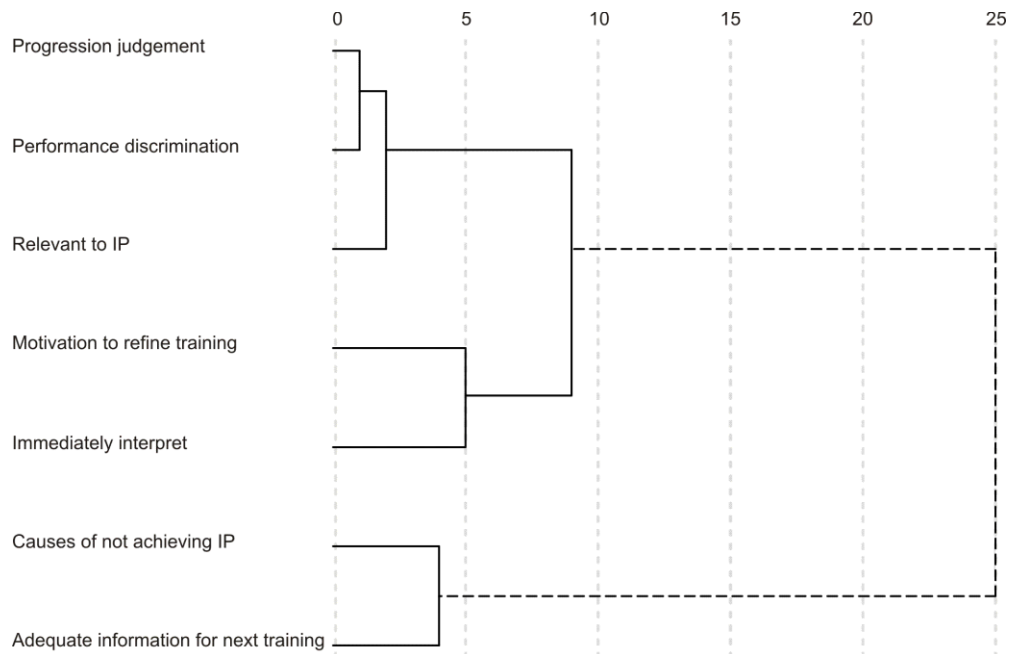 0 5 10 15 20 25
Progression judgement
Performance discrimination
Relevant to IP
Motivation to refine training
Immediately interpret
Causes of not achieving IP
Adequate information for next training